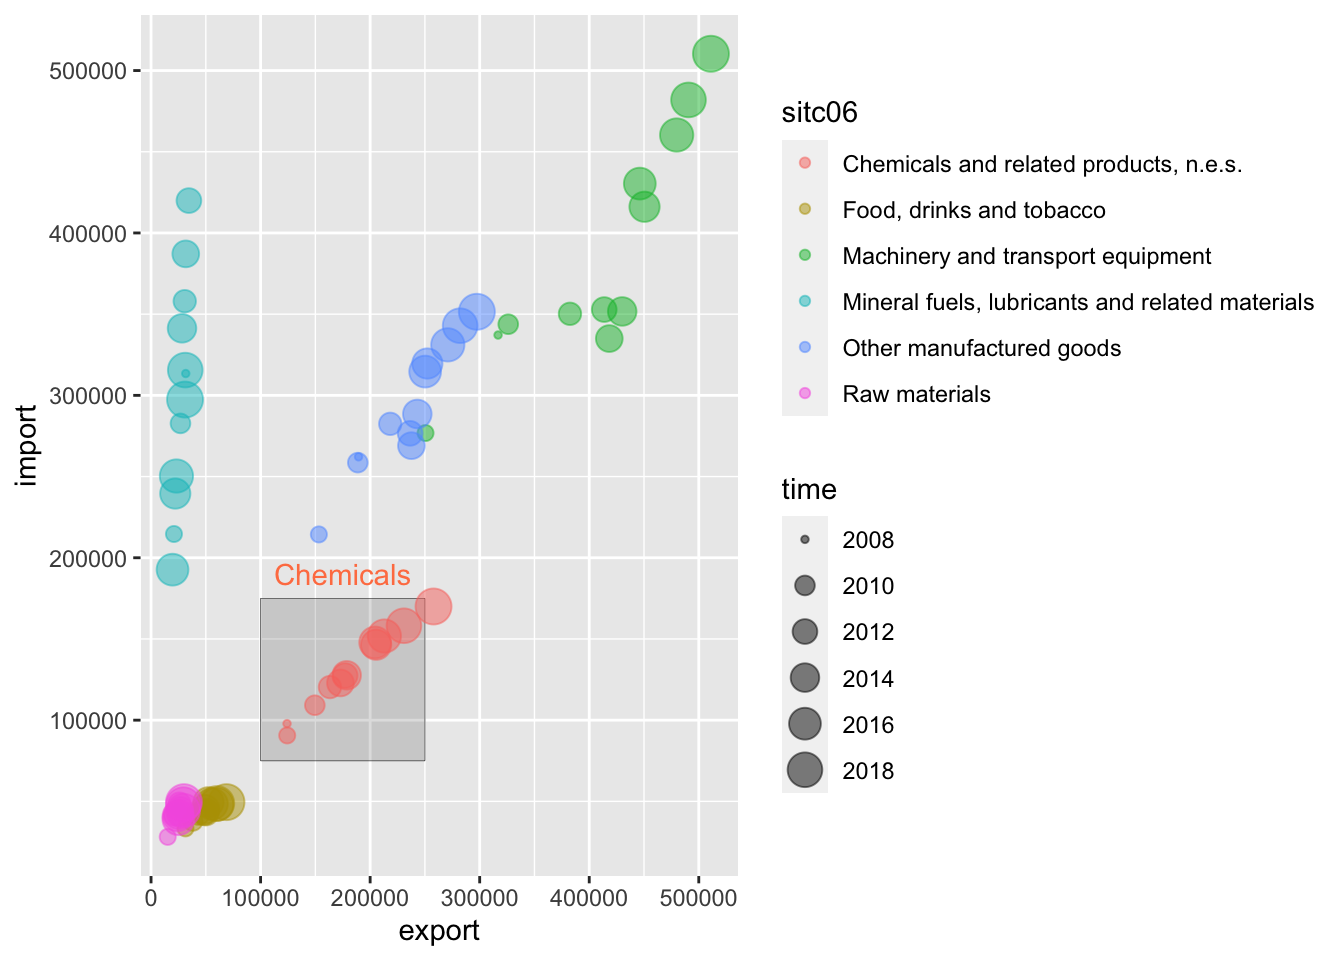 500000
400000
300000
200000
100000
import
Chemicals
0
100000
200000
300000
400000
500000
export
sitc06
Chemicals and related products, n.e.s.
Food, drinks and tobacco
Machinery and transport equipment
Mineral fuels, lubricants and related materials
Other manufactured goods
Raw materials
time
2008
2010
2012
2014
2016
2018